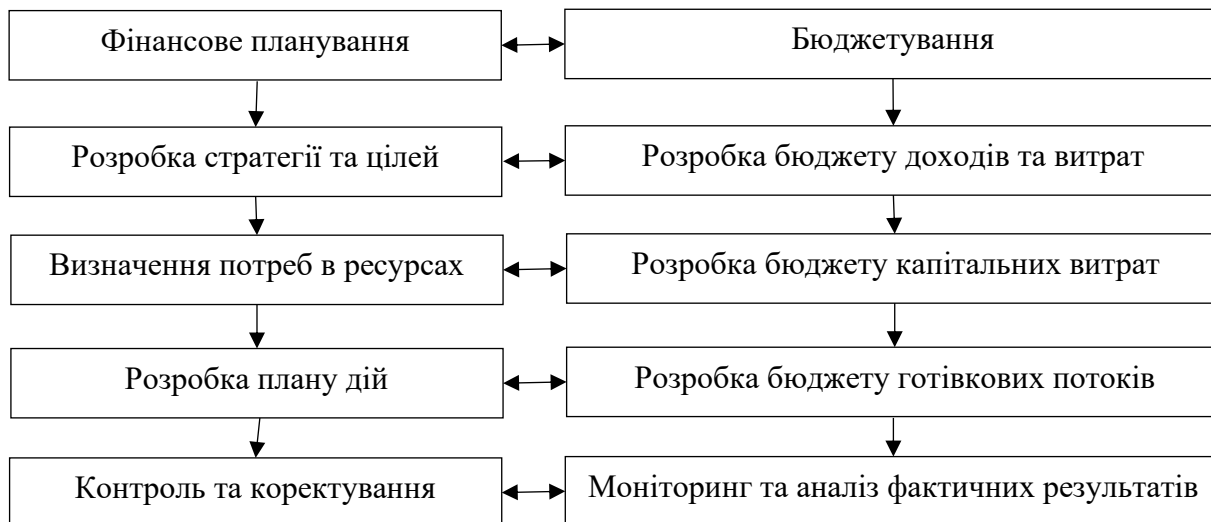 Фінансове планування
Бюджетування
Розробка стратегії та цілей
Розробка бюджету доходів та витрат
Визначення потреб в ресурсах
Розробка бюджету капітальних витрат
Розробка плану дій
Розробка бюджету готівкових потоків
Контроль та коректування
Моніторинг та аналіз фактичних результатів